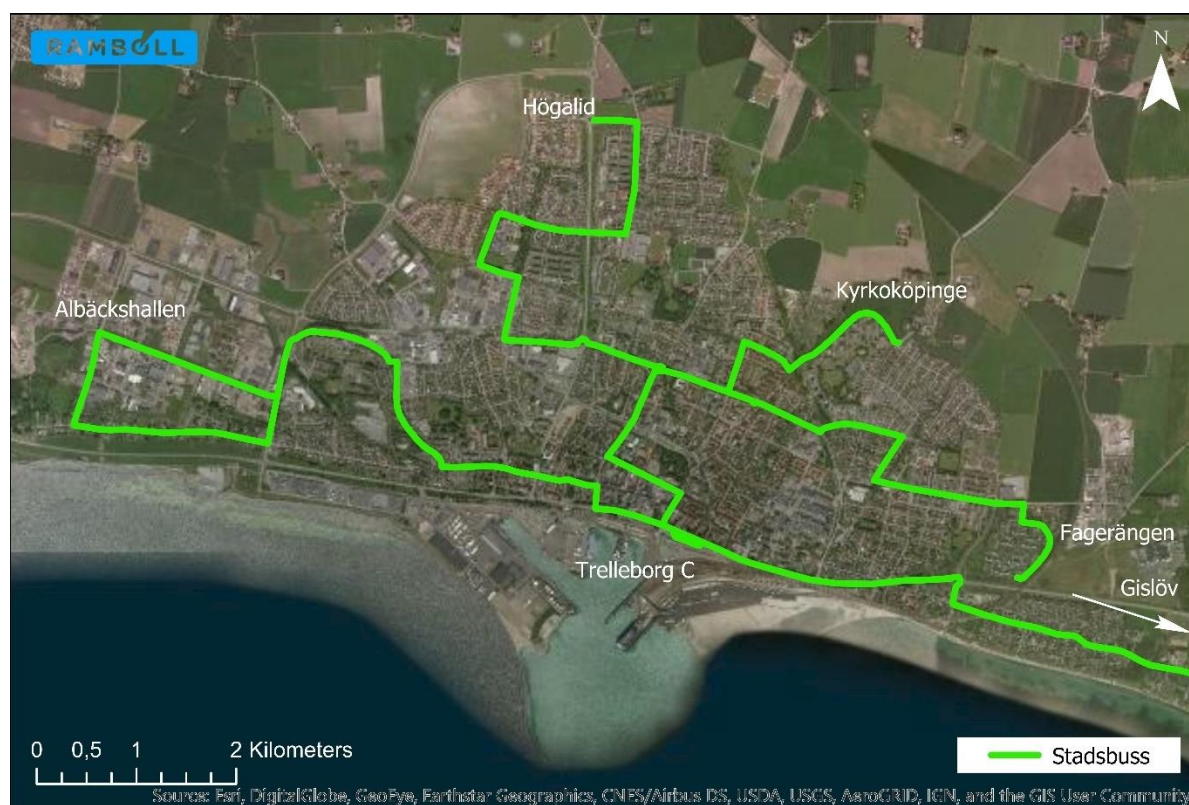 RAMBOLL
N
Högalid
Kyrkoköpinge
Albäckshallen
Fagerängen
Trelleborg C
Gislöv
0 0,5 1 2 Kilometers
Stadsbuss
Source: Esri, DigitalGlobe, GeoEye, Earthstar Geographics, CNES/Airbus DS, USDA, USGS, AeroGRID, IGN, and the GIS User Community